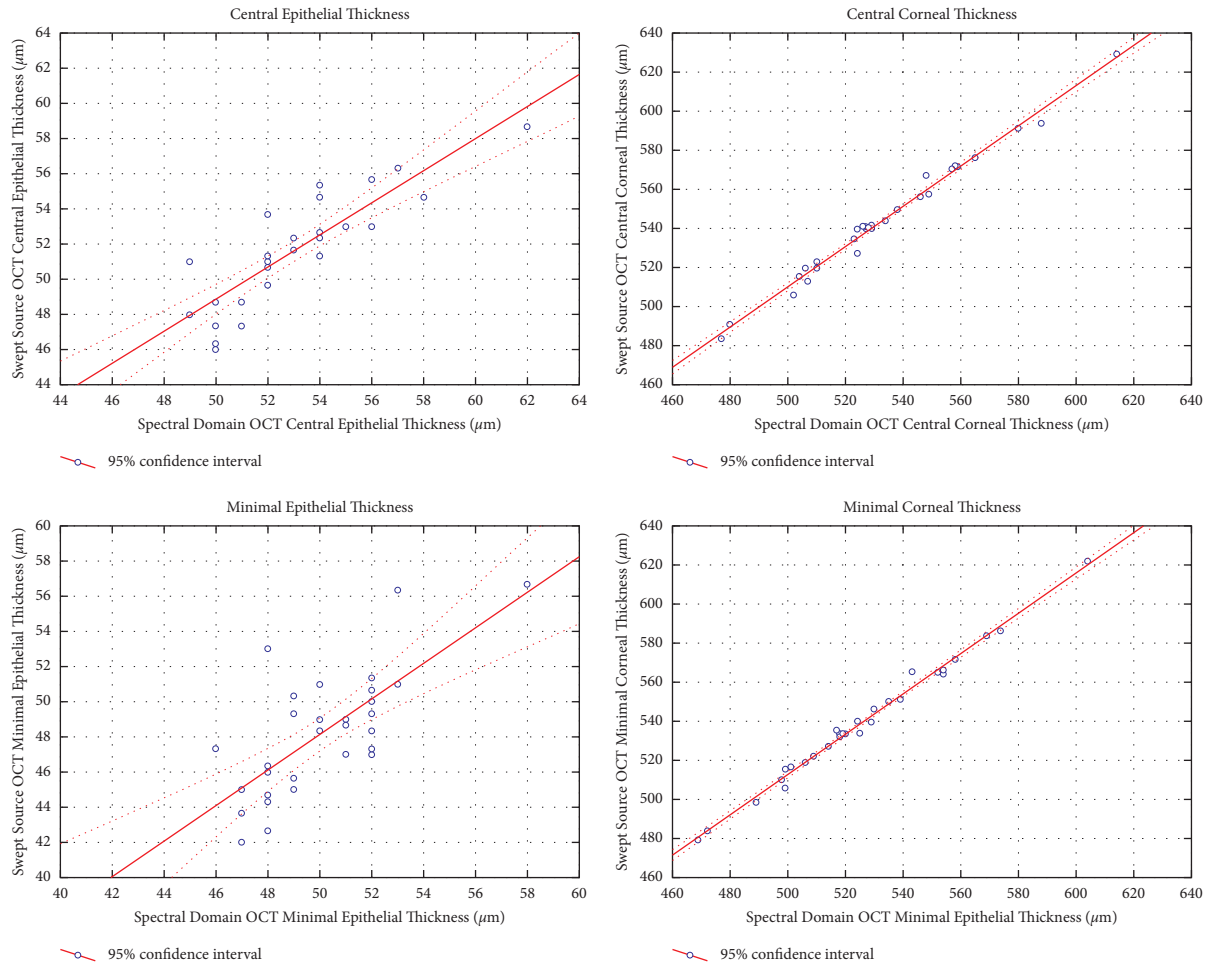 Central Epithelial Thickness
64
62
60
58
56
54
52
50
48
46
44
Swept Source OCT Central Epithelial Thickness (μm)
44 46 48 50 52 54 56 58 60 62 64
Spectral Domain OCT Central Epithelial Thickness (μm)
95% confidence interval
Central Corneal Thickness
640
620
600
580
560
540
520
500
480
460
Swept Source OCT Central Corneal Thickness (μm)
460 480 500 520 540 560 580 600 620 640
Spectral Domain OCT Central Corneal Thickness (μm)
95% confidence interval
Minimal Epithelial Thickness
60
58
56
54
52
50
48
46
44
42
40
Swept Source OCT Minimal Epithelial Thickness (μm)
40 42 44 46 48 50 52 54 56 58 60
Spectral Domain OCT Minimal Epithelial Thickness (μm)
95% confidence interval
Minimal Corneal Thickness
640
620
600
580
560
540
520
500
480
460
Swept Source OCT Minimal Corneal Thickness (μm)
460 480 500 520 540 560 580 600 620 640
Spectral Domain OCT Minimal Epithelial Thickness (μm)
95% confidence interval